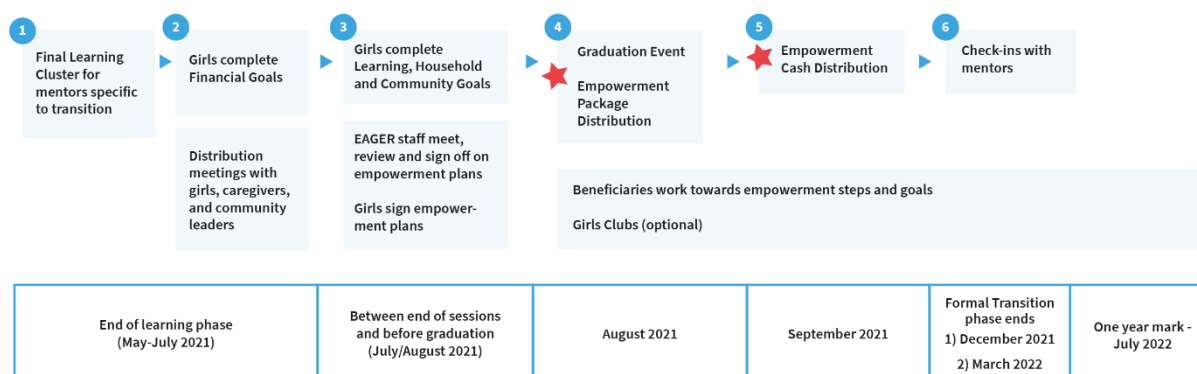 1
Final Learning
Cluster for
mentors specific
to transition
2
Girls complete
Financial Goals
Distribution
meetings with
girls, caregivers,
and community
leaders
3
Girls complete
Learning, Household
and Community Goals
EAGER staff meet,
review and sign off on
empowerment plans
Girls sign empower-
ment plans
4
Graduation Event
Empowerment
Package
Distribution
5
Empowerment
Cash Distribution
6
Check-ins with
mentors
Beneficiaries work towards empowerment steps and goals
Girls Clubs (optional)
End of learning phase
(May-July 2021)
Between end of sessions
and before graduation
(July/August 2021)
August 2021
September 2021
Formal Transition
phase ends
1) December 2021
2) March 2022
One year mark -
July 2022